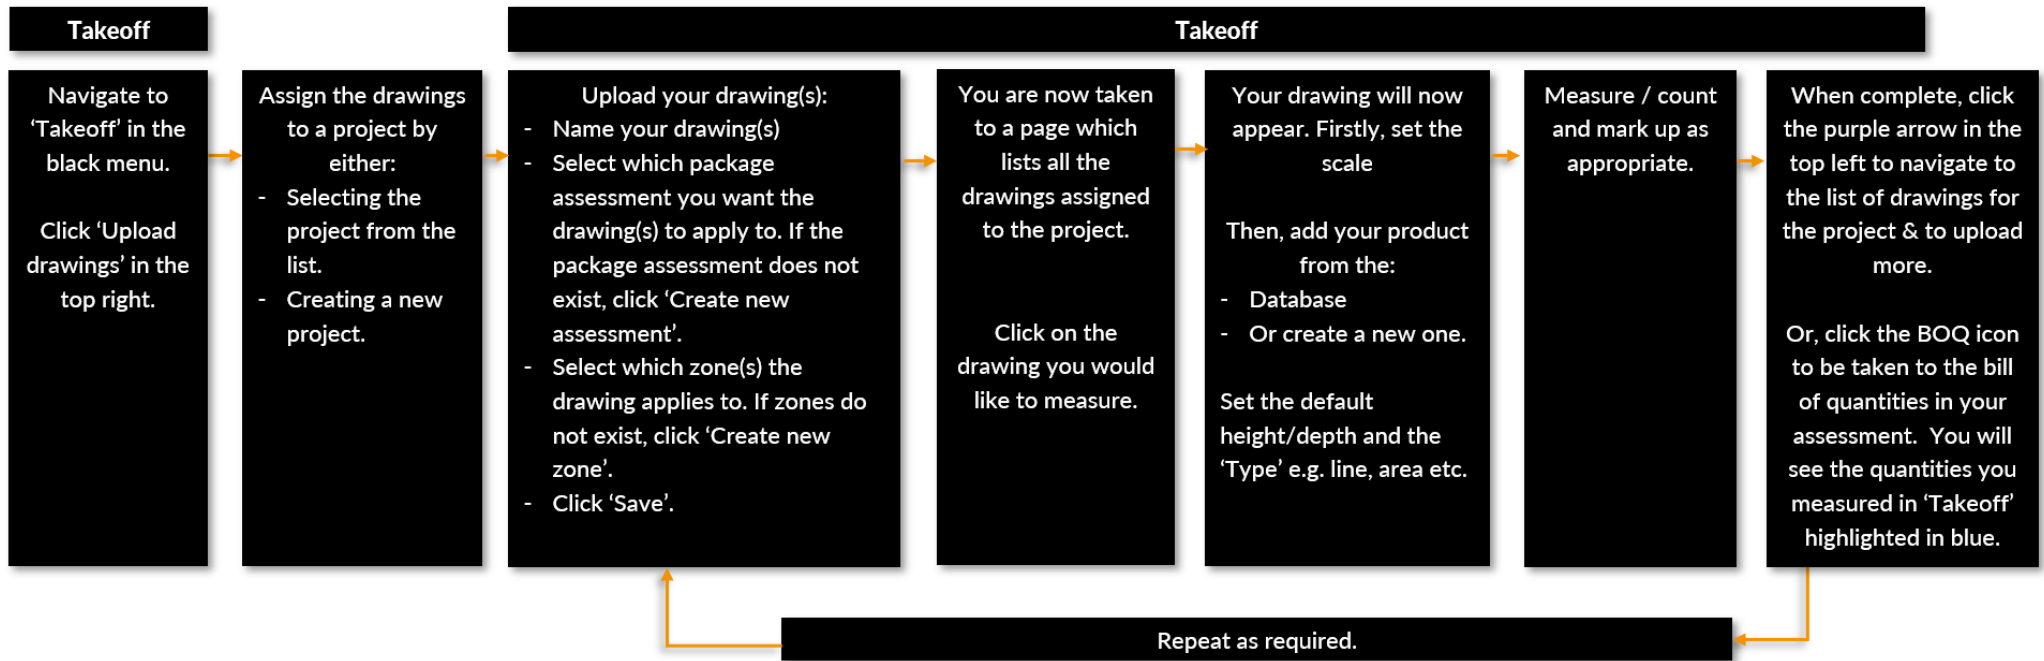 Takeoff
Takeoff
Navigate to
‘Takeoff’ in the
black menu.
Click ‘Upload
drawings’ in the
top right.
Assign the drawings
to a project by
either:
- Selecting the
project from the
list.
- Creating a new
project.
Upload your drawing(s):
- Name your drawing(s)
- Select which package
assessment you want the
drawing(s) to apply to. If the
package assessment does not
exist, click ‘Create new
assessment’.
- Select which zone(s) the
drawing applies to. If zones do
not exist, click ‘Create new
zone’.
- Click ‘Save’.
You are now taken
to a page which
lists all the
drawings assigned
to the project.
Click on the
drawing you would
like to measure.
Your drawing will now
appear. Firstly, set the
scale
Then, add your product
from the:
- Database
- Or create a new one.
Set the default
height/depth and the
‘Type’ e.g. line, area etc.
Measure / count
and mark up as
appropriate.
When complete, click
the purple arrow in the
top left to navigate to
the list of drawings for
the project & to upload
more.
Or, click the BOQ icon
to be taken to the bill
of quantities in your
assessment. You will
see the quantities you
measured in ‘Takeoff’
highlighted in blue.
Repeat as required.